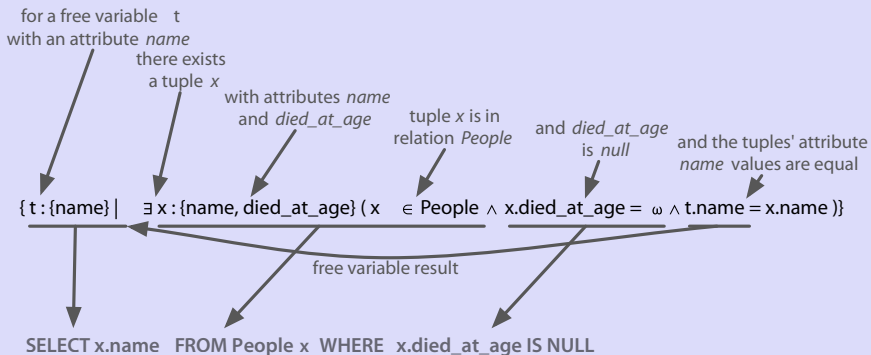 for a free variable t
with an attribute name
there exists
a tuple x
with attributes name
and died_at_age
tuple x is in
relation People
and died_at_age
is null
and the tuples' attribute
name values are equal
{ t : {name} | ∃ x : {name, died_at_age} ( x ∈ People ∧ x.died_at_age = ω ∧ t.name = x.name )}
free variable result
SELECT x.name FROM People x WHERE x.died_at_age IS NULL